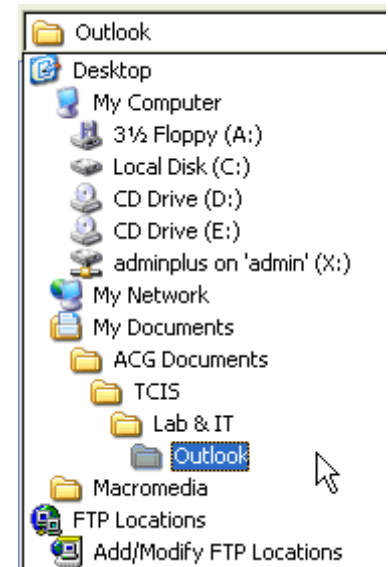 Outlook
Desktop
My Computer
3½ Floppy (A:)
Local Disk (C:)
CD Drive (D:)
CD Drive (E:)
adminplus on 'admin' (X:)
My Network
My Documents
ACG Documents
TCIS
Lab & IT
Outlook
Macromedia
FTP Locations
Add/Modify FTP Locations